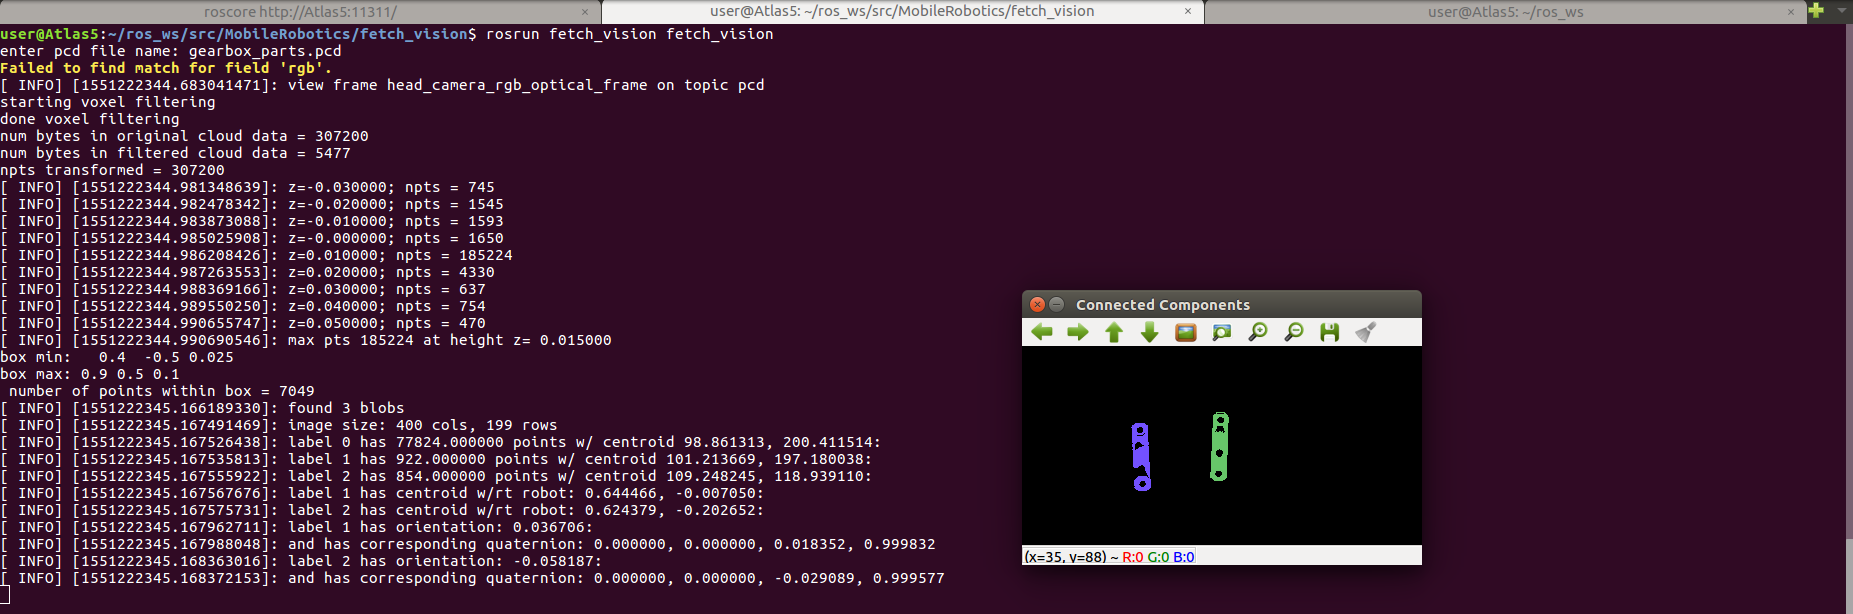 roscore http://Atlas5:11311/
user@Atlas5: ~/ros_ws/src/MobileRobotics/fetch_vision
user@Atlas5: ~/ros_ws
user@Atlas5:~/ros_ws/src/MobileRobotics/fetch_vision$ rosrun fetch_vision fetch_vision
enter pcd file name: gearbox_parts.pcd
Failed to find match for field 'rgb'.
[ INFO] [1551222344.683041471]: view frame head_camera_rgb_optical_frame on topic pcd
starting voxel filtering
done voxel filtering
num bytes in original cloud data = 307200
num bytes in filtered cloud data = 5477
npts transformed = 307200
[ INFO] [1551222344.981348639]: z=-0.030000; npts = 745
[ INFO] [1551222344.982478342]: z=-0.020000; npts = 1545
[ INFO] [1551222344.983873088]: z=-0.010000; npts = 1593
[ INFO] [1551222344.985025908]: z=-0.000000; npts = 1650
[ INFO] [1551222344.986208426]: z=0.010000; npts = 185224
[ INFO] [1551222344.987263553]: z=0.020000; npts = 4330
[ INFO] [1551222344.988369166]: z=0.030000; npts = 637
[ INFO] [1551222344.989550250]: z=0.040000; npts = 754
[ INFO] [1551222344.990655747]: z=0.050000; npts = 470
[ INFO] [1551222344.990690546]: max pts 185224 at height z= 0.015000
box min:   0.4  -0.5 0.025
box max: 0.9 0.5 0.1
 number of points within box = 7049
[ INFO] [1551222345.166189330]: found 3 blobs
[ INFO] [1551222345.167491469]: image size: 400 cols, 199 rows
[ INFO] [1551222345.167526438]: label 0 has 77824.000000 points w/ centroid 98.861313, 200.411514:
[ INFO] [1551222345.167535813]: label 1 has 922.000000 points w/ centroid 101.213669, 197.180038:
[ INFO] [1551222345.167555922]: label 2 has 854.000000 points w/ centroid 109.248245, 118.939110:
[ INFO] [1551222345.167567676]: label 1 has centroid w/rt robot: 0.644466, -0.007050:
[ INFO] [1551222345.167575731]: label 2 has centroid w/rt robot: 0.624379, -0.202652:
[ INFO] [1551222345.167962711]: label 1 has orientation: 0.036706:
[ INFO] [1551222345.167988048]: and has corresponding quaternion: 0.000000, 0.000000, 0.018352, 0.999832
[ INFO] [1551222345.168363016]: label 2 has orientation: -0.058187:
[ INFO] [1551222345.168372153]: and has corresponding quaternion: 0.000000, 0.000000, -0.029089, 0.999577
Connected Components
(x=35, y=88) ~ R:0 G:0 B:0